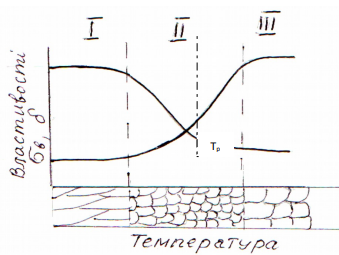 I II III
Властивості
σв, δ
Tр
Температура